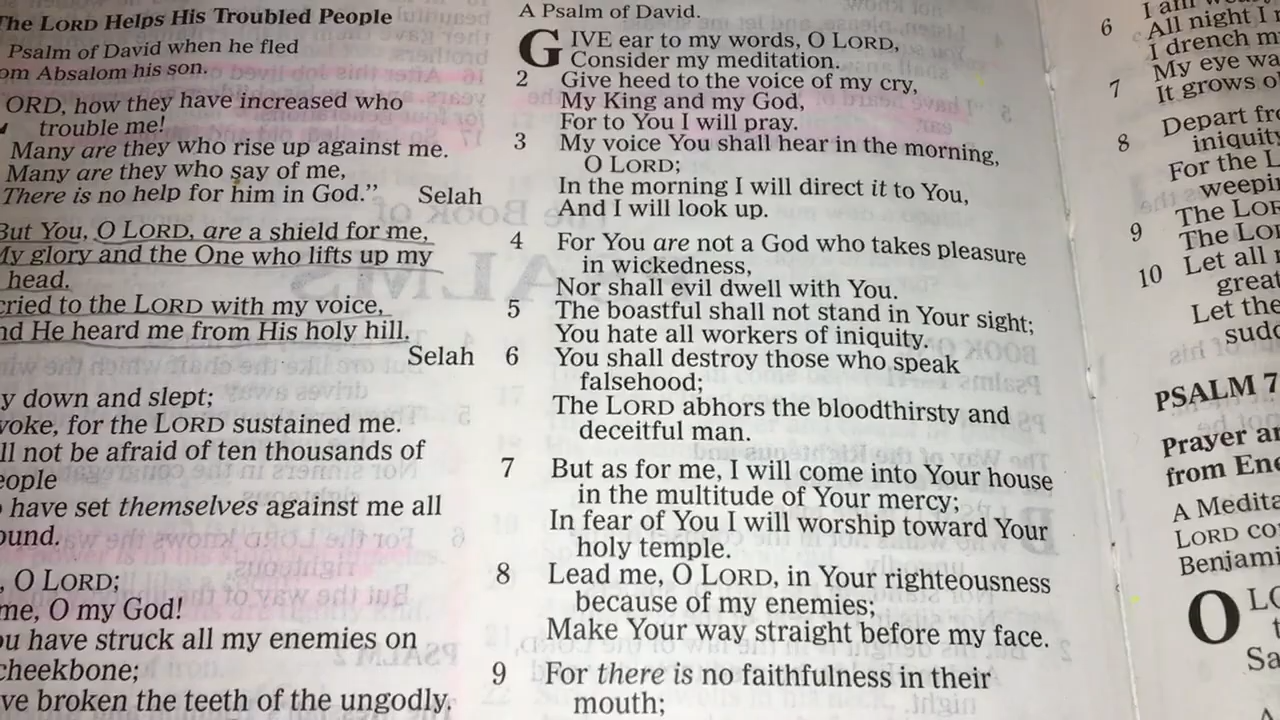 The LORD Helps His Troubled People
Psalm of David when he fled
om Absalom his son.
ORD, how they have increased who
trouble me!
Many are they who rise up against me.
Many are they who say of me,
There is no help for him in God.” Selah
But You, O LORD, are a shield for me,
My glory and the One who lifts up my
head.
cried to the LORD with my voice,
nd He heard me from His holy hill.
Selah
y down and slept;
voke, for the LORD sustained me.
ll not be afraid of ten thousands of
eople
have set themselves against me all
ound.
, O LORD;
me, O my God!
ou have struck all my enemies on
cheekbone;
ve broken the teeth of the ungodly.
A Psalm of David.
GIVE ear to my words, O LORD,
Consider my meditation.
2 Give heed to the voice of my cry,
My King and my God,
For to You I will pray.
3 My voice You shall hear in the morning,
O LORD;
In the morning I will direct it to You,
And I will look up.
4 For You are not a God who takes pleasure
in wickedness,
Nor shall evil dwell with You.
5 The boastful shall not stand in Your sight;
You hate all workers of iniquity.
6 You shall destroy those who speak
falsehood;
The LORD abhors the bloodthirsty and
deceitful man.
7 But as for me, I will come into Your house
in the multitude of Your mercy;
In fear of You I will worship toward Your
holy temple.
8 Lead me, O LORD, in Your righteousness
because of my enemies;
Make Your way straight before my face.
9 For there is no faithfulness in their
mouth;
6 I am
All night I
I drench m
7 My eye wa
It grows o
8 Depart fr
iniquity
For the L
weepin
9 The LOR
The LOR
10 Let all
great
Let the
sudd
PSALM 7
Prayer an
from Ene
A Medita
LORD co
Benjami
O LO
t
Sa